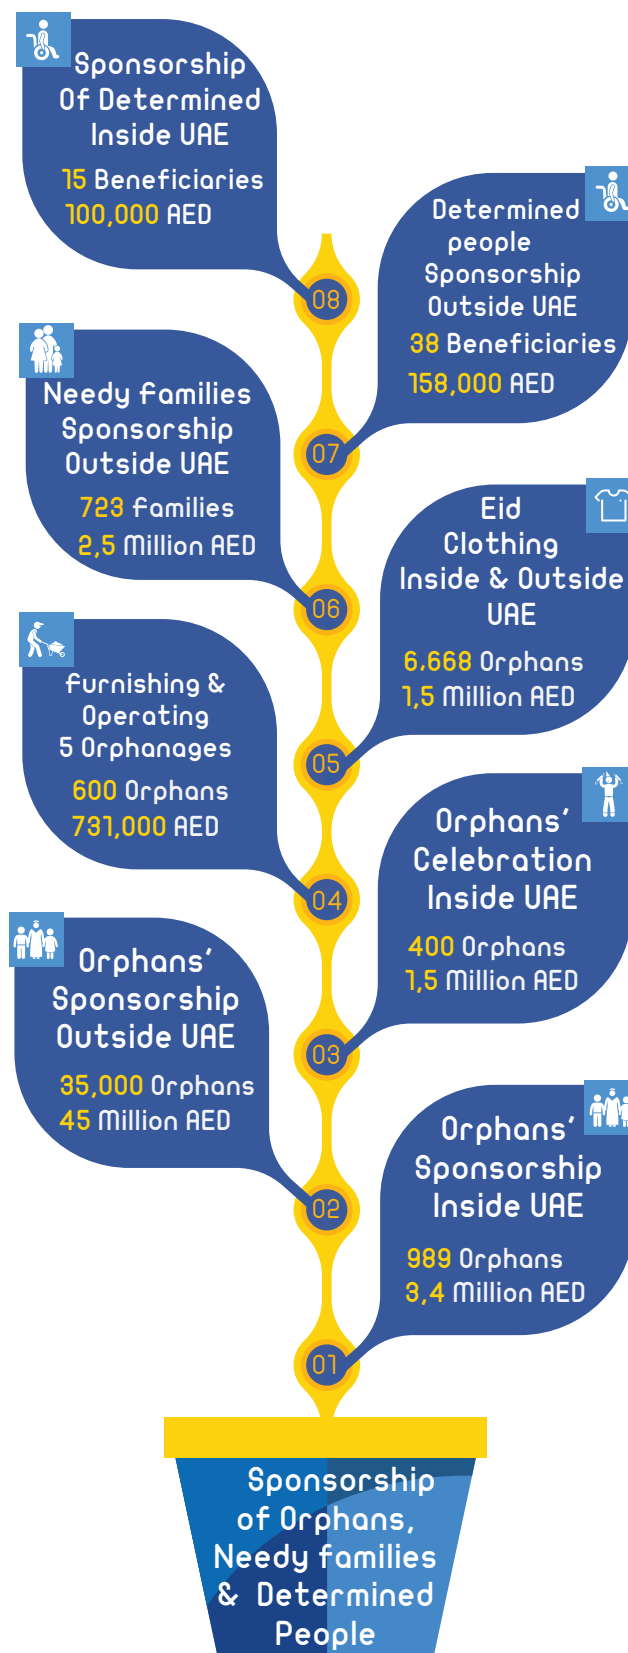 Sponsorship
Of Determined
Inside UAE
15 Beneficiaries
100,000 AED
08
Determined
people
Sponsorship
Outside UAE
38 Beneficiaries
158,000 AED
07
Needy Families
Sponsorship
Outside UAE
723 Families
2,5 Million AED
06
Eid
Clothing
Inside & Outside
UAE
6,668 Orphans
1,5 Million AED
05
Furnishing &
Operating
5 Orphanages
600 Orphans
731,000 AED
04
Orphans'
Celebration
Inside UAE
400 Orphans
1,5 Million AED
03
Orphans'
Sponsorship
Outside UAE
35,000 Orphans
45 Million AED
02
Orphans'
Sponsorship
Inside UAE
989 Orphans
3,4 Million AED
01
Sponsorship
of Orphans,
Needy families
& Determined
People